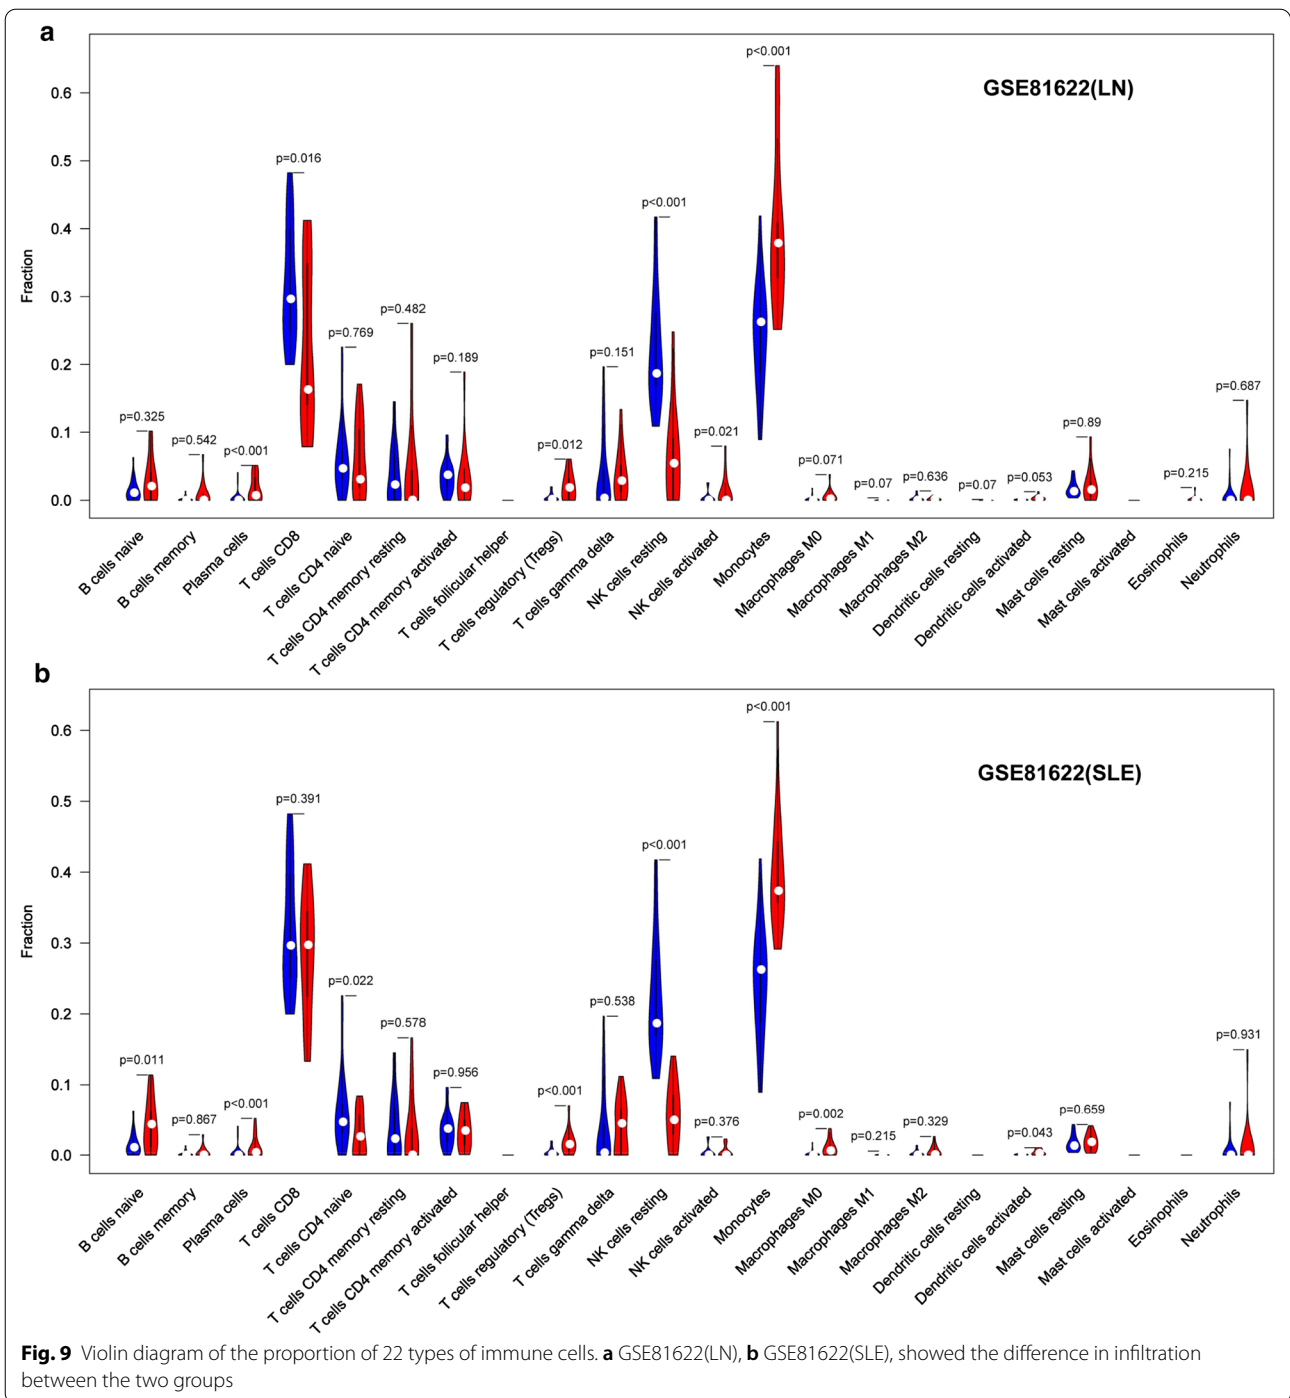 a
GSE81622(LN)
Fraction
0.6
0.5
0.4
0.3
0.2
0.1
0.0
p=0.325
p=0.542
p<0.001
p=0.016
p=0.769
p=0.482
p=0.189
p=0.012
p=0.151
p<0.001
p=0.021
p<0.001
p=0.071
p=0.07
p=0.636
p=0.07
p=0.053
p=0.89
p=0.215
p=0.687
B cells naive
B cells memory
Plasma cells
T cells CD8
T cells CD4 naive
T cells CD4 memory resting
T cells CD4 memory activated
T cells follicular helper
T cells regulatory (Tregs)
T cells gamma delta
NK cells resting
NK cells activated
Monocytes
Macrophages M0
Macrophages M1
Macrophages M2
Dendritic cells resting
Dendritic cells activated
Mast cells resting
Mast cells activated
Eosinophils
Neutrophils
b
GSE81622(SLE)
Fraction
0.6
0.5
0.4
0.3
0.2
0.1
0.0
p=0.011
p=0.867
p<0.001
p=0.391
p=0.022
p=0.578
p=0.956
p<0.001
p=0.538
p<0.001
p=0.376
p<0.001
p=0.002
p=0.215
p=0.329
p=0.043
p=0.659
p=0.931
B cells naive
B cells memory
Plasma cells
T cells CD8
T cells CD4 naive
T cells CD4 memory resting
T cells CD4 memory activated
T cells follicular helper
T cells regulatory (Tregs)
T cells gamma delta
NK cells resting
NK cells activated
Monocytes
Macrophages M0
Macrophages M1
Macrophages M2
Dendritic cells resting
Dendritic cells activated
Mast cells resting
Mast cells activated
Eosinophils
Neutrophils
Fig. 9 Violin diagram of the proportion of 22 types of immune cells. a GSE81622(LN), b GSE81622(SLE), showed the difference in infiltration
between the two groups